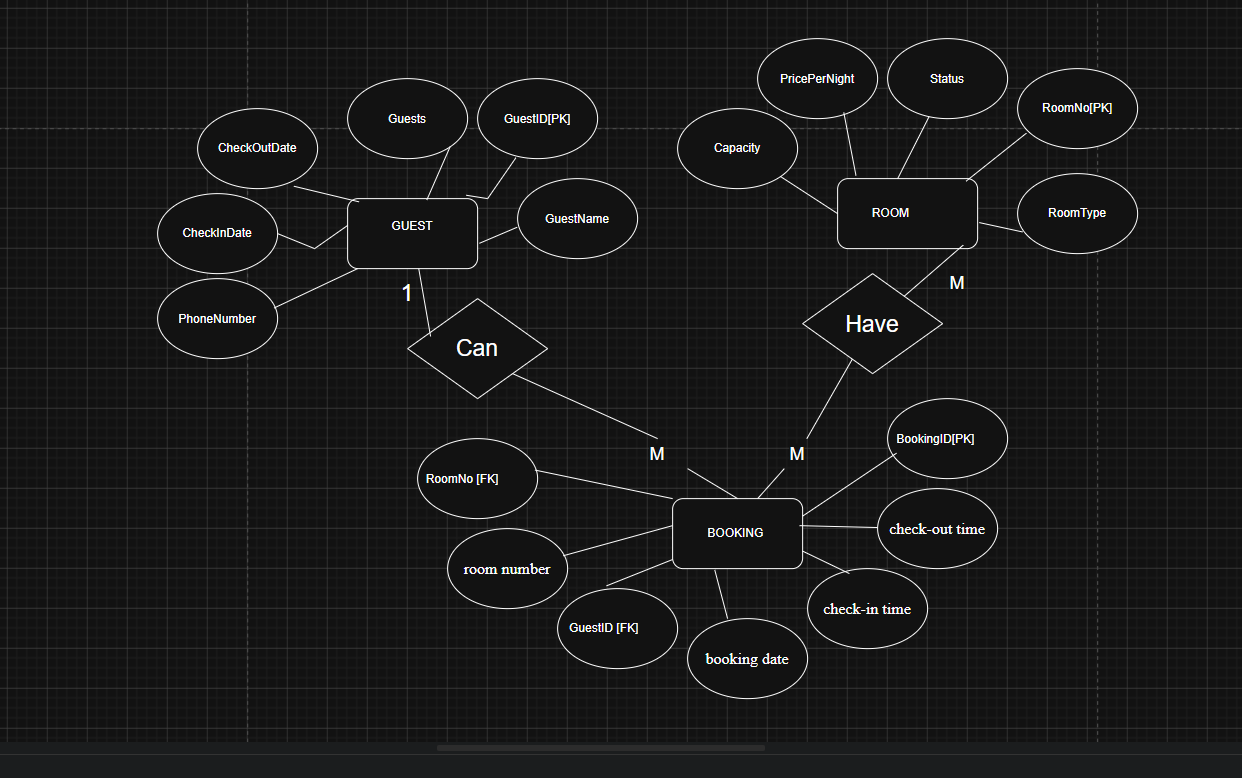 PricePerNight
Status
RoomNo[PK]
Guests
GuestID[PK]
CheckOutDate
Capacity
GuestName
RoomType
ROOM
GUEST
CheckInDate
PhoneNumber
1
M
Have
Can
M
M
BookingID[PK]
RoomNo [FK]
BOOKING
check-out time
room number
check-in time
GuestID [FK]
booking date